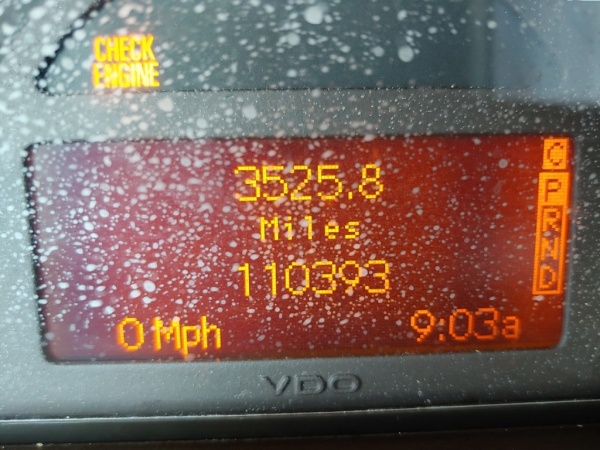 CHECK
ENGINE
3525.8
Miles
110393
0 Mph
9:03a
C
P
R
N
D
VDO